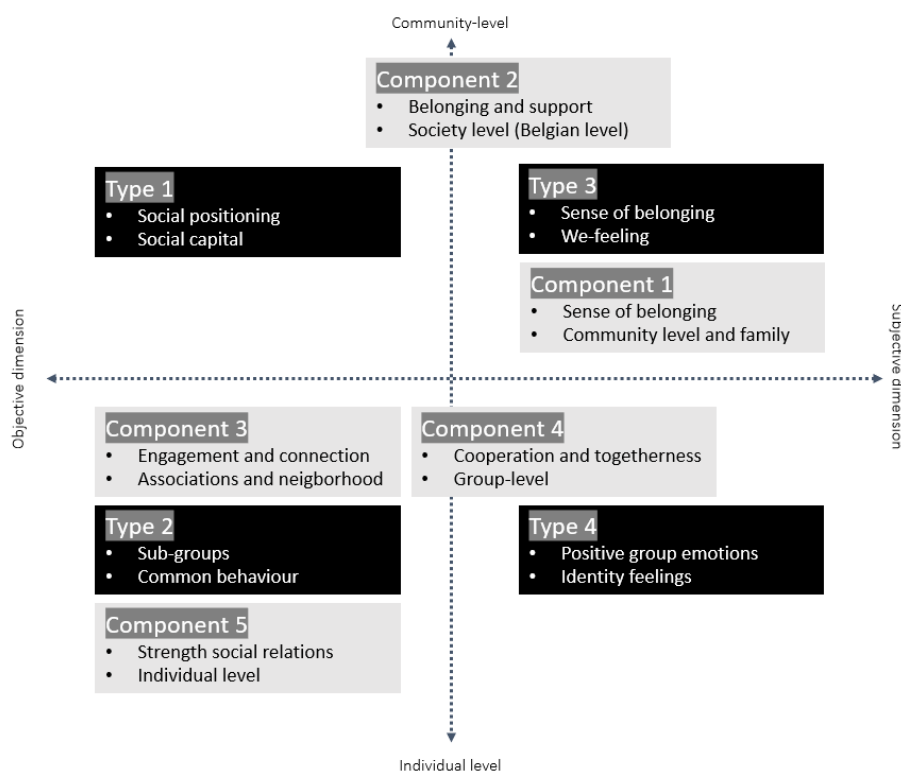 Community-level
Component 2
• Belonging and support
• Society level (Belgian level)
Type 1
• Social positioning
• Social capital
Type 3
• Sense of belonging
• We-feeling
Component 1
• Sense of belonging
• Community level and family
Objective dimension
Subjective dimension
Component 3
• Engagement and connection
• Associations and neigborhood
Component 4
• Cooperation and togetherness
• Group-level
Type 2
• Sub-groups
• Common behaviour
Type 4
• Positive group emotions
• Identity feelings
Component 5
• Strength social relations
• Individual level
Individual level